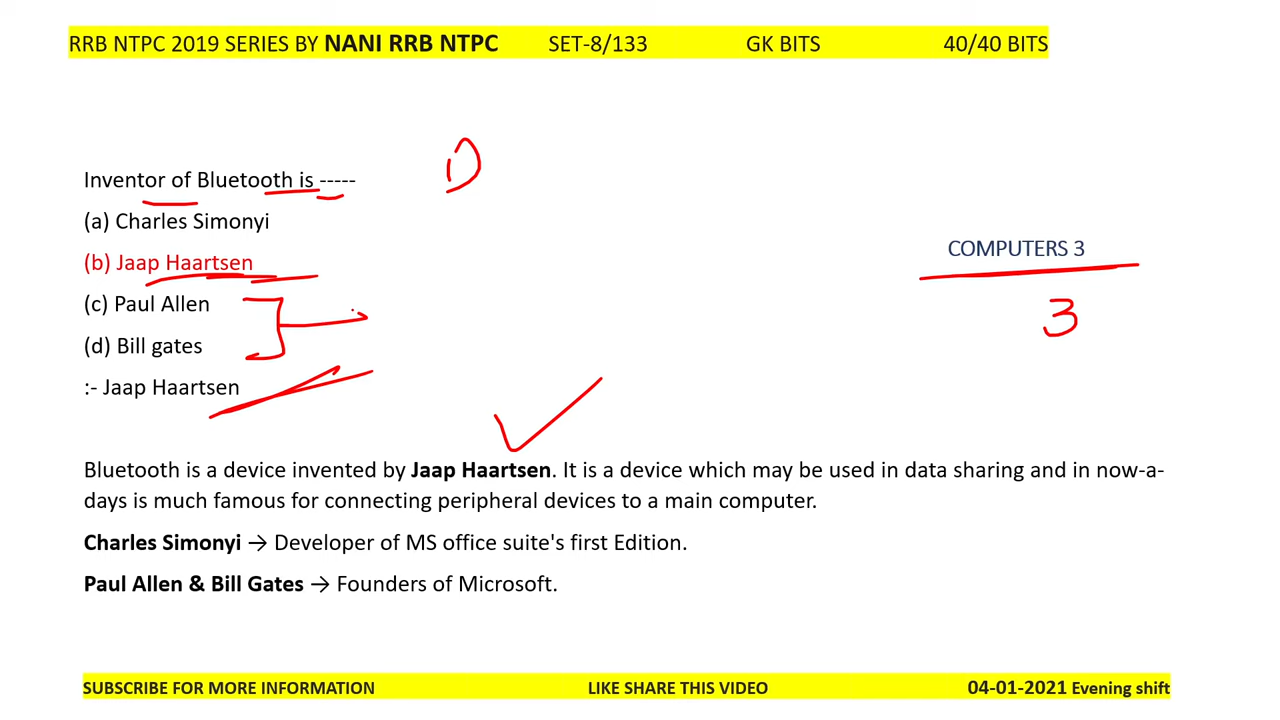 RRB NTPC 2019 SERIES BY NANI RRB NTPC SET-8/133 GK BITS 40/40 BITS
Inventor of Bluetooth is -----
(a) Charles Simonyi
(b) Jaap Haartsen
(c) Paul Allen
(d) Bill gates
:- Jaap Haartsen
COMPUTERS 3
3
Bluetooth is a device invented by Jaap Haartsen. It is a device which may be used in data sharing and in now-a-
days is much famous for connecting peripheral devices to a main computer.
Charles Simonyi → Developer of MS office suite's first Edition.
Paul Allen & Bill Gates → Founders of Microsoft.
SUBSCRIBE FOR MORE INFORMATION LIKE SHARE THIS VIDEO 04-01-2021 Evening shift